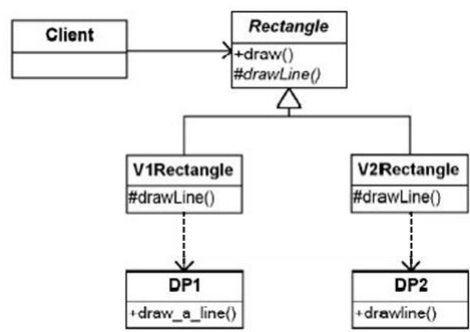 Client
Rectangle
+draw()
#drawLine()
V1Rectangle
#drawLine()
V2Rectangle
#drawLine()
DP1
+draw_a_line()
DP2
+drawline()